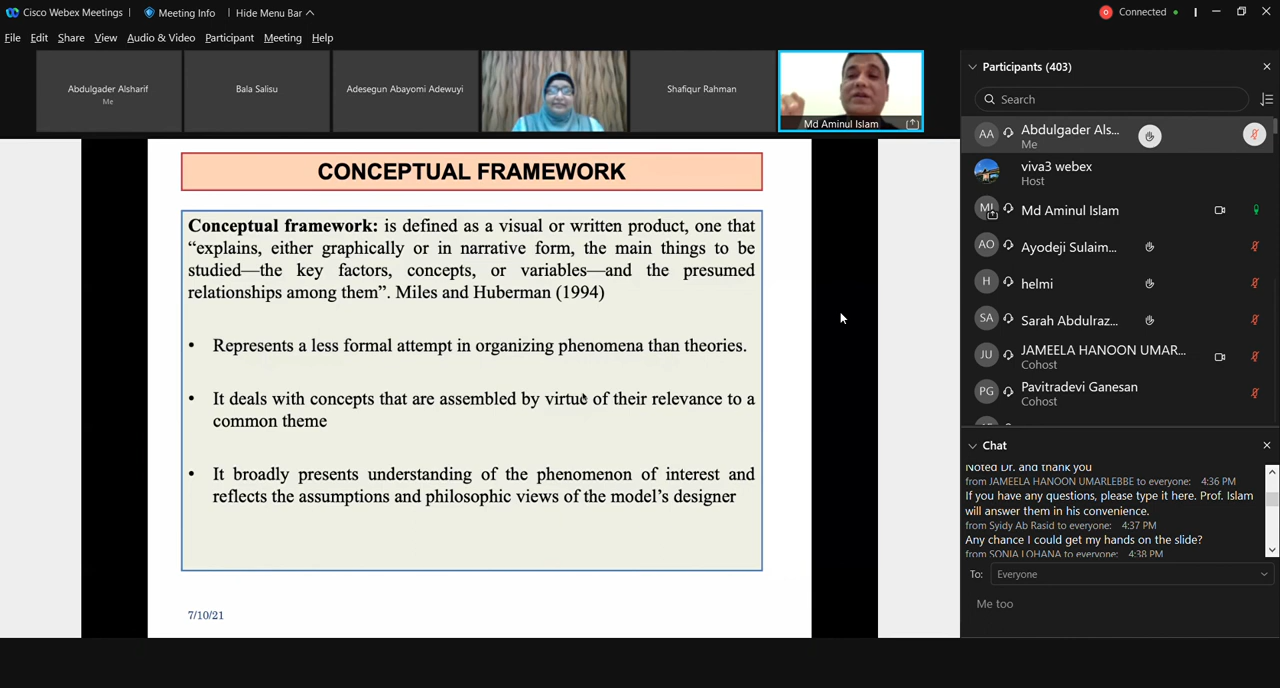 Cisco Webex Meetings
Meeting Info
Hide Menu Bar
Connected
File Edit Share View Audio & Video Participant Meeting Help
Abdulgader Alsharif
Me
Bala Salisu
Adesegun Abayomi Adewuyi
Shafiqur Rahman
Md Aminul Islam
CONCEPTUAL FRAMEWORK
Conceptual framework: is defined as a visual or written product, one that
“explains, either graphically or in narrative form, the main things to be
studied—the key factors, concepts, or variables—and the presumed
relationships among them”. Miles and Huberman (1994)
• Represents a less formal attempt in organizing phenomena than theories.
• It deals with concepts that are assembled by virtue of their relevance to a
common theme
• It broadly presents understanding of the phenomenon of interest and
reflects the assumptions and philosophic views of the model’s designer
7/10/21
Participants (403)
Search
AA Abdulgader Als...
Me
viva3 webex
Host
MI Md Aminul Islam
AO Ayodeji Sulaim...
H helmi
SA Sarah Abdulraz...
JU JAMEELA HANOON UMAR...
Cohost
PG Pavitradevi Ganesan
Cohost
Chat
Noted Dr. and thank you
from JAMEELA HANOON UMARLEBBE to everyone: 4:36 PM
If you have any questions, please type it here. Prof. Islam
will answer them in his convenience.
from Syidy Ab Rasid to everyone: 4:37 PM
Any chance I could get my hands on the slide?
from SONIA LOHANA to everyone: 4:38 PM
To: Everyone
Me too